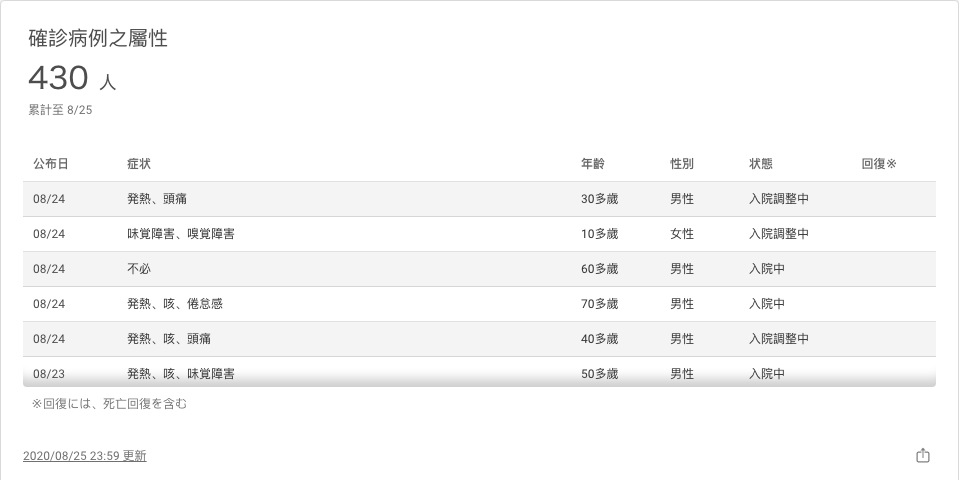 確診病例之屬性
430 人
累計至 8/25
公布日 症状 年齢 性別 状態 回復※
08/24 発熱、頭痛 30多歲 男性 入院調整中
08/24 味覚障害、嗅覚障害 10多歲 女性 入院調整中
08/24 不必 60多歲 男性 入院中
08/24 発熱、咳、倦怠感 70多歲 男性 入院中
08/24 発熱、咳、頭痛 40多歲 男性 入院調整中
08/23 発熱、咳、味覚障害 50多歲 男性 入院中
※回復には、死亡回復を含む
2020/08/25 23:59 更新